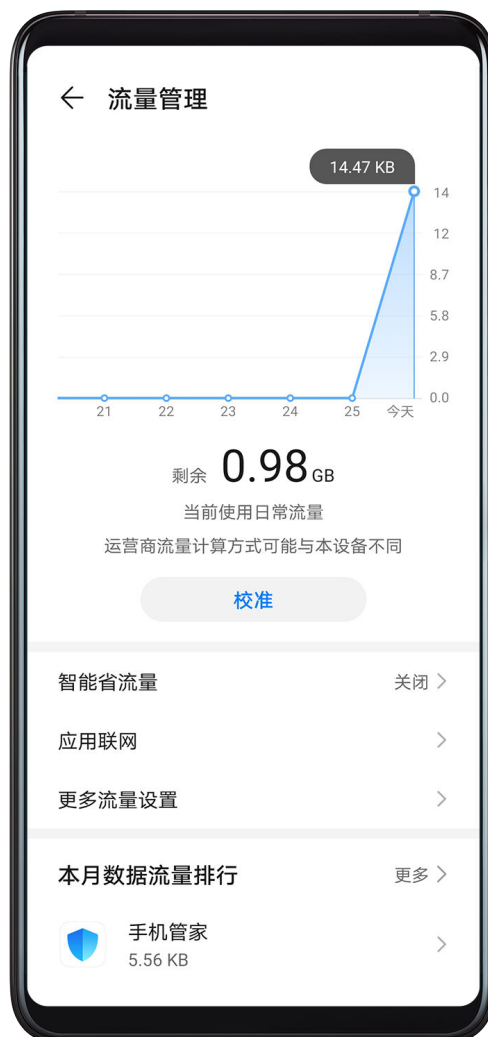 流量管理
14.47 KB
14
12
8.7
5.8
2.9
0.0
21 22 23 24 25 今天
剩余 0.98 GB
当前使用日常流量
运营商流量计算方式可能与本设备不同
校准
智能省流量 关闭
应用联网
更多流量设置
本月数据流量排行 更多
手机管家
5.56 KB